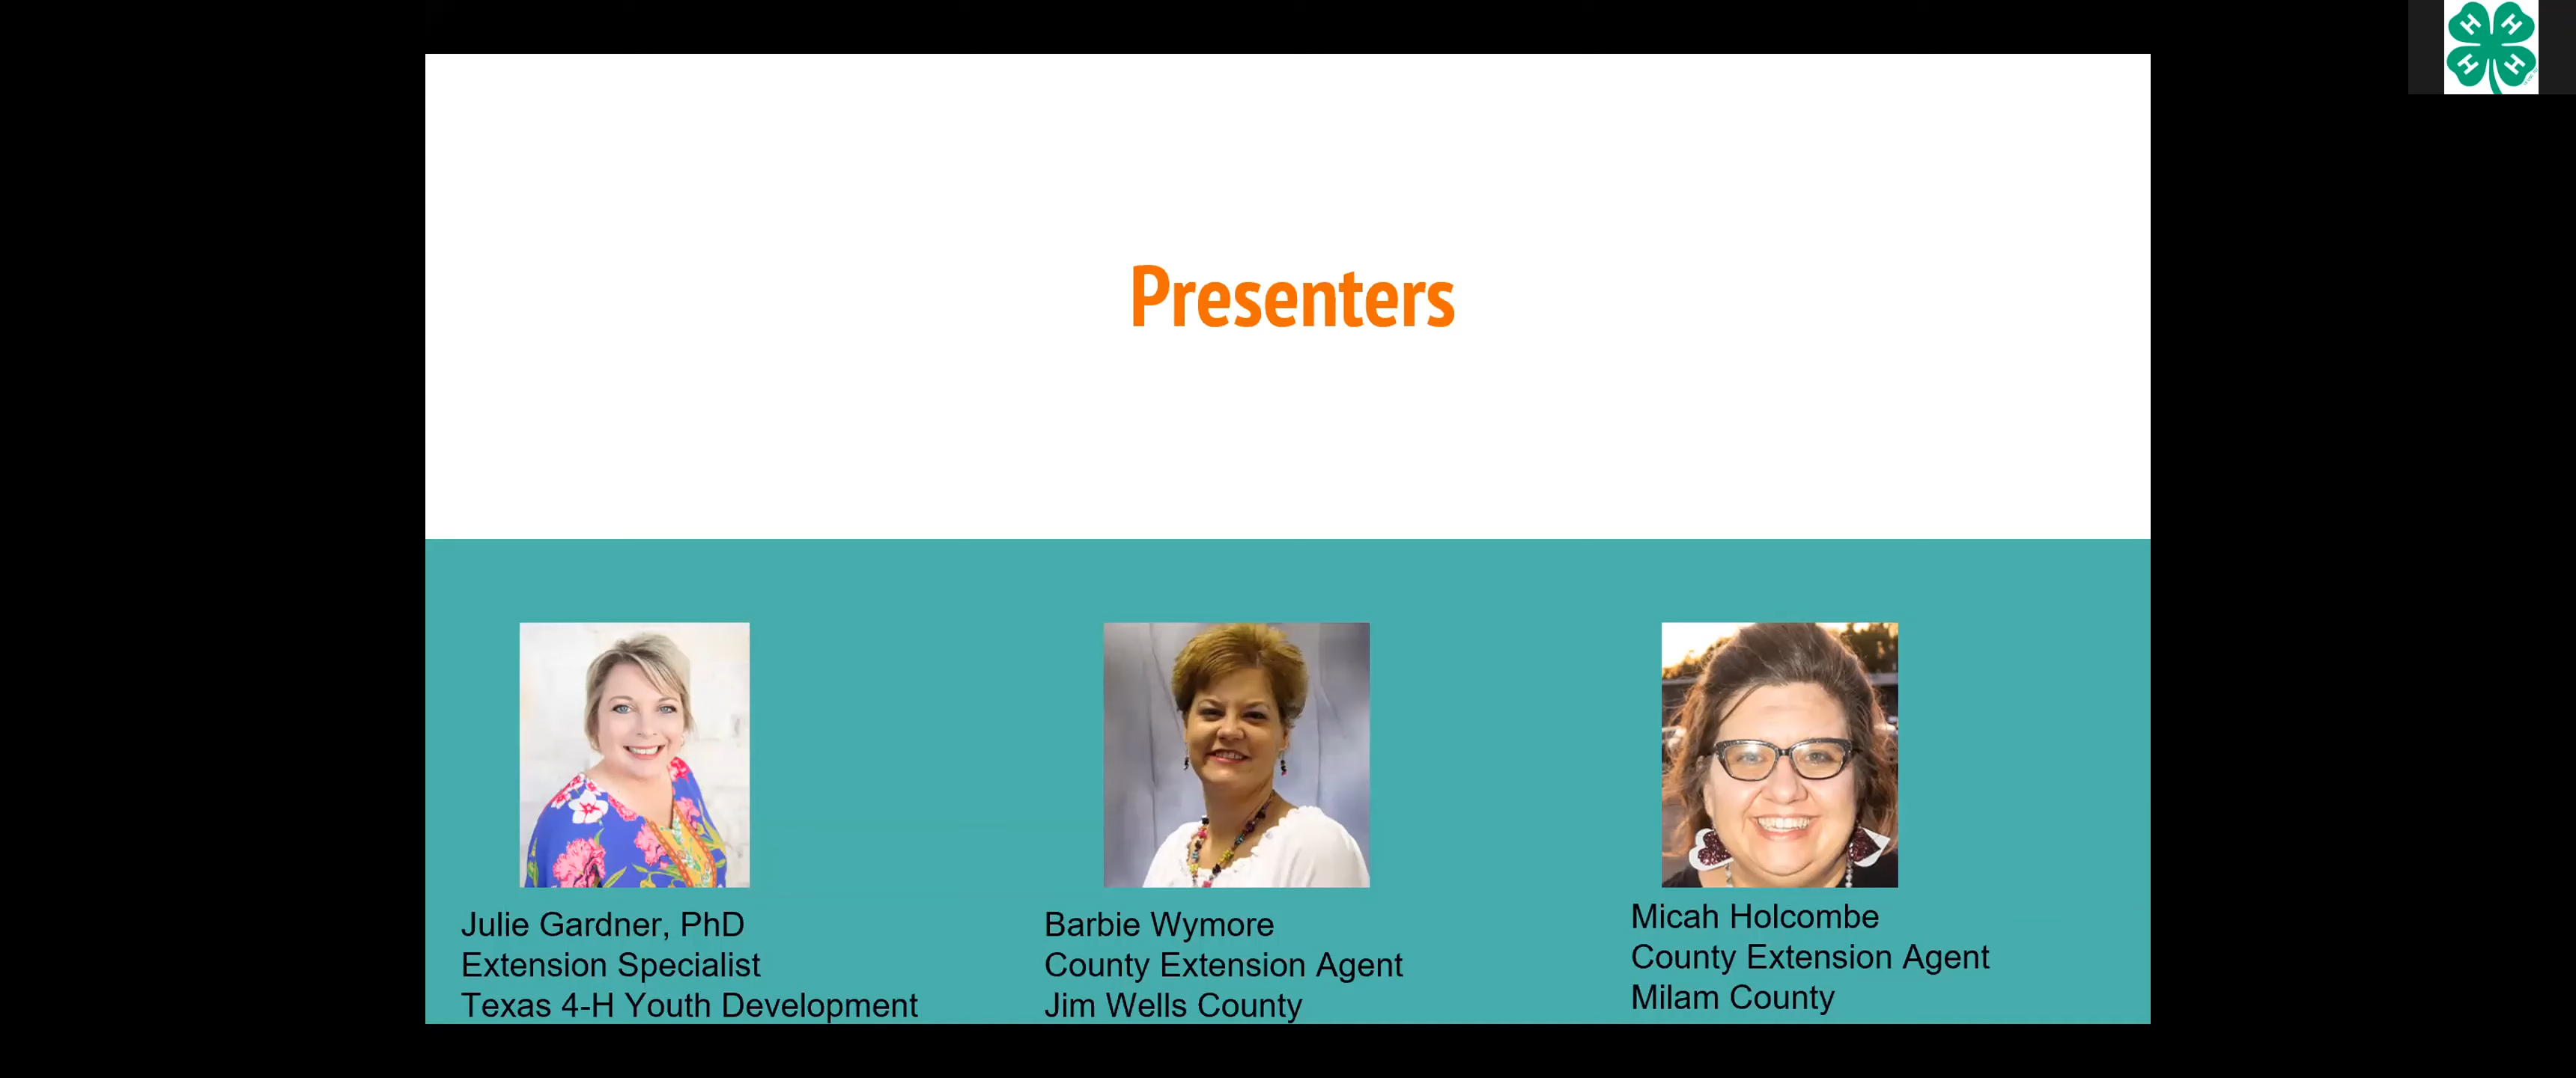 Presenters
Julie Gardner, PhD
Extension Specialist
Texas 4-H Youth Development
Barbie Wymore
County Extension Agent
Jim Wells County
Micah Holcombe
County Extension Agent
Milam County
H H
H H